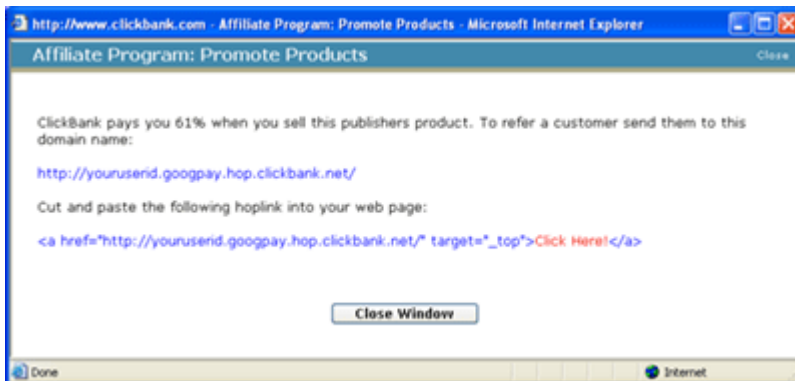 http://www.clickbank.com - Affiliate Program: Promote Products - Microsoft Internet Explorer
Affiliate Program: Promote Products
Close
ClickBank pays you 61% when you sell this publishers product. To refer a customer send them to this
domain name:
http://youruserid.googpay.hop.clickbank.net/
Cut and paste the following hoplink into your web page:
<a href="http://youruserid.googpay.hop.clickbank.net/" target="_top">Click Here!</a>
Close Window
Done
Internet